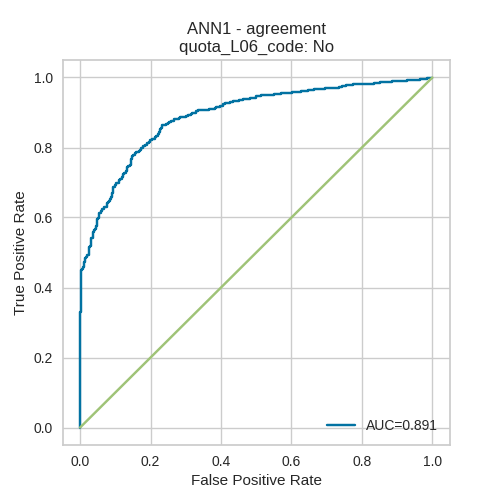 ANN1 - agreement
quota_L06_code: No
1.0
0.8
0.6
0.4
0.2
0.0
True Positive Rate
AUC=0.891
0.0 0.2 0.4 0.6 0.8 1.0
False Positive Rate